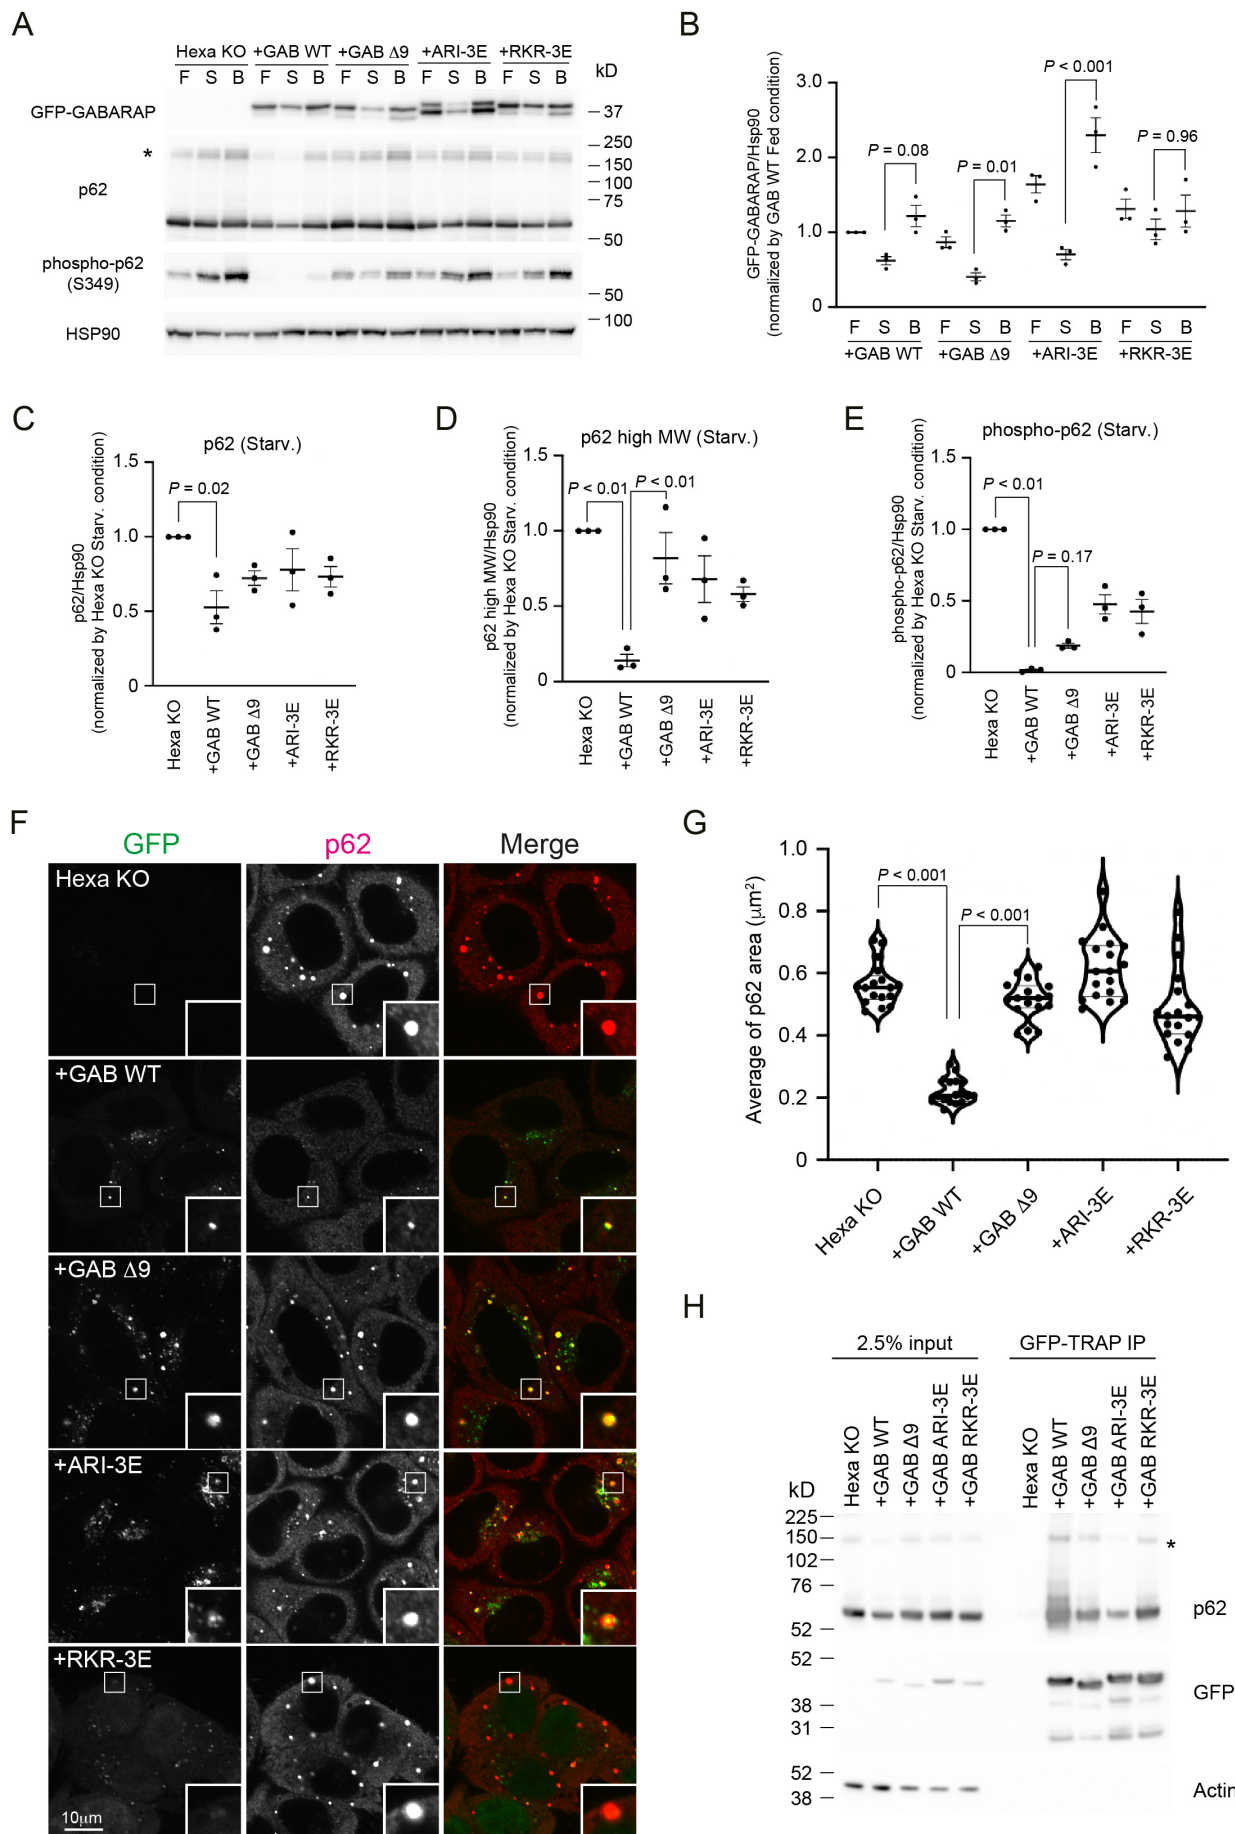 A
Hexa KO +GAB WT +GAB Δ9 +ARI-3E +RKR-3E
F S B F S B F S B F S B F S B
kD
GFP-GABARAP
37
*
p62
250
150
100
75
50
phospho-p62
(S349)
50
HSP90
100
B
GFP-GABARAP/Hsp90
(normalized by GAB WT Fed condition)
3.0
2.0
1.0
0
P = 0.08
P = 0.01
P < 0.001
P = 0.96
F S B F S B F S B F S B
+GAB WT +GAB Δ9 +ARI-3E +RKR-3E
C
p62 (Starv.)
p62/Hsp90
(normalized by Hexa KO Starv. condition)
1.5
1.0
0.5
0
P = 0.02
Hexa KO
+GAB WT
+GAB Δ9
+ARI-3E
+RKR-3E
D
p62 high MW (Starv.)
p62 high MW/Hsp90
(normalized by Hexa KO Starv. condition)
1.5
1.0
0.5
0
P < 0.01
P < 0.01
Hexa KO
+GAB WT
+GAB Δ9
+ARI-3E
+RKR-3E
E
phospho-p62 (Starv.)
phospho-p62/Hsp90
(normalized by Hexa KO Starv. condition)
1.5
1.0
0.5
0
P < 0.01
P = 0.17
Hexa KO
+GAB WT
+GAB Δ9
+ARI-3E
+RKR-3E
F
GFP p62 Merge
Hexa KO
+GAB WT
+GAB Δ9
+ARI-3E
+RKR-3E
10μm
G
Average of p62 area (μm²)
1.0
0.8
0.6
0.4
0.2
0
P < 0.001
P < 0.001
Hexa KO
+GAB WT
+GAB Δ9
+ARI-3E
+RKR-3E
H
2.5% input GFP-TRAP IP
Hexa KO
+GAB WT
+GAB Δ9
+GAB ARI-3E
+GAB RKR-3E
Hexa KO
+GAB WT
+GAB Δ9
+GAB ARI-3E
+GAB RKR-3E
kD
225
150
102
76
52
*
p62
52
38
31
GFP
52
38
Actin